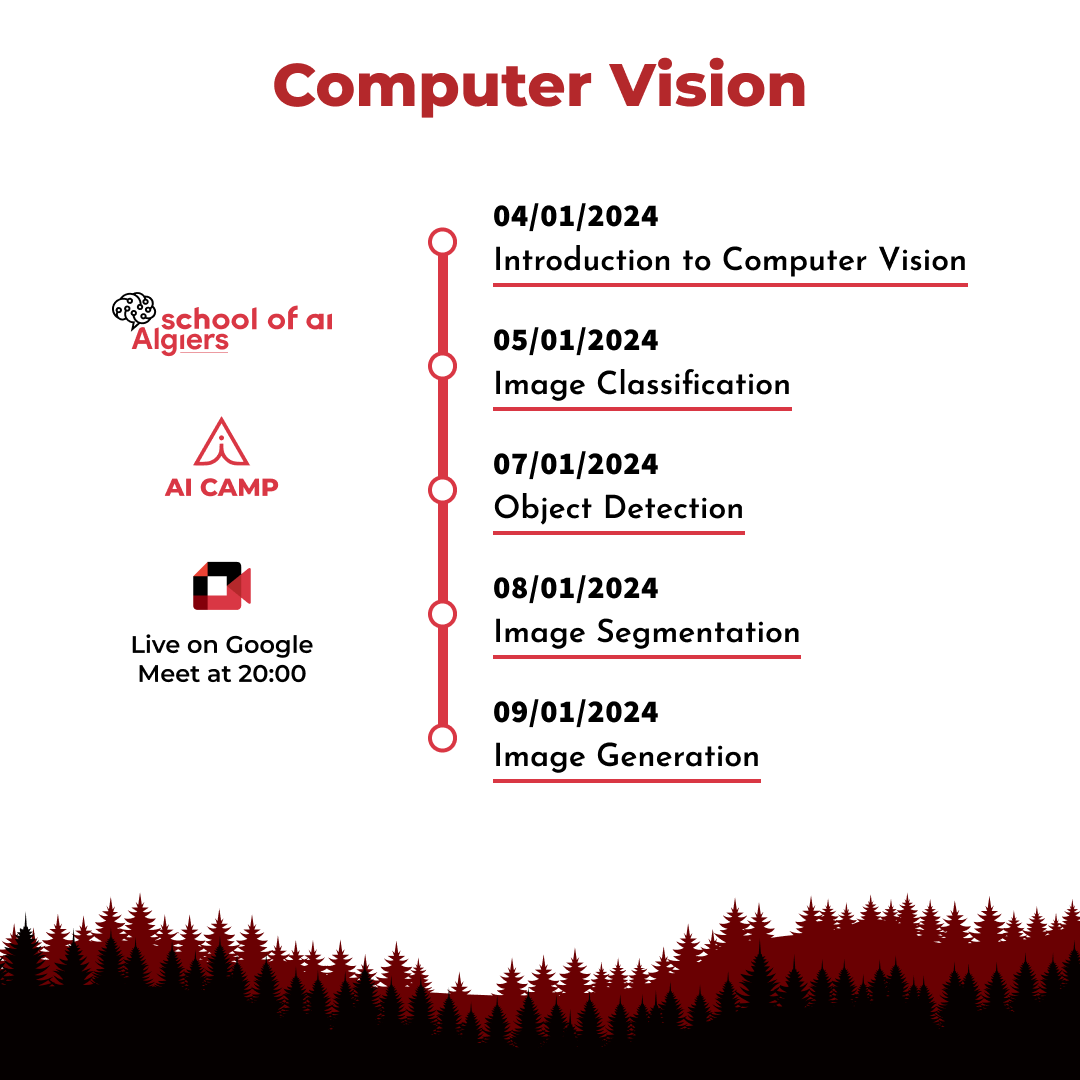 Computer Vision
school of ai
Algiers
AI CAMP
Live on Google
Meet at 20:00
04/01/2024
Introduction to Computer Vision
05/01/2024
Image Classification
07/01/2024
Object Detection
08/01/2024
Image Segmentation
09/01/2024
Image Generation